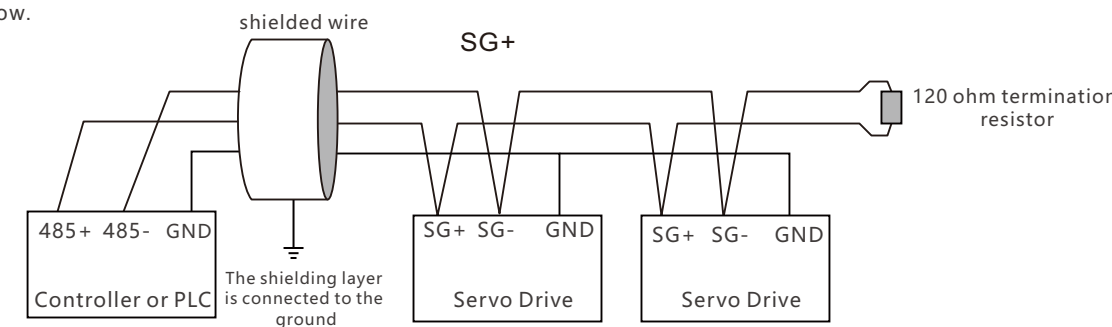 ow.
shielded wire
SG+
120 ohm termination
resistor
485+ 485- GND
Controller or PLC
The shielding layer
is connected to the
ground
SG+ SG- GND
Servo Drive
SG+ SG- GND
Servo Drive